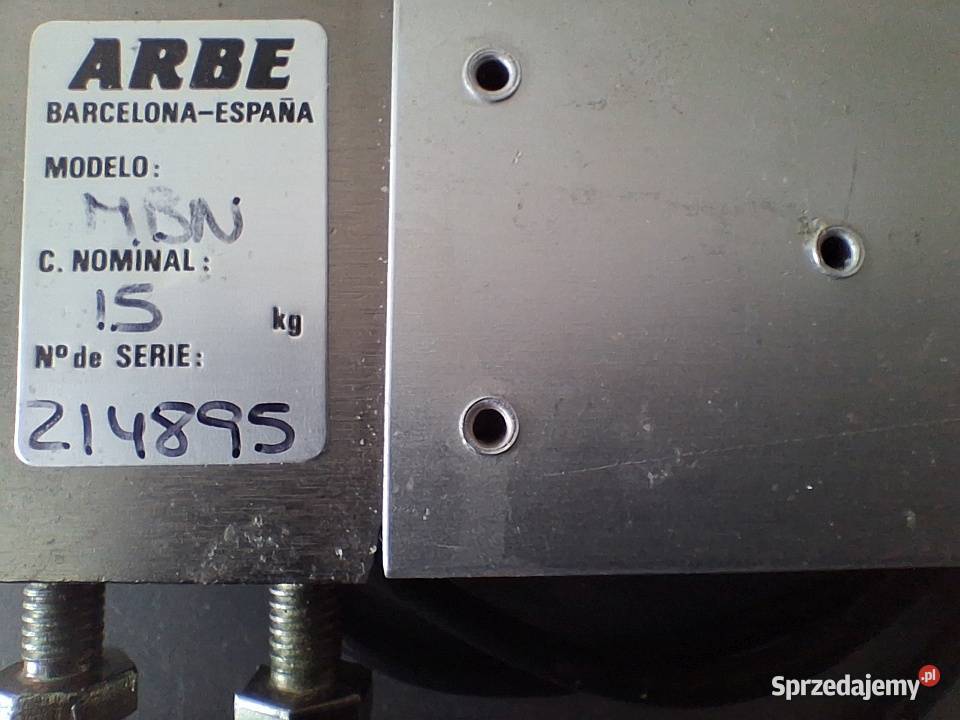 ARBE
BARCELONA-ESPAÑA
MODELO:
MBN
C. NOMINAL:
15 kg
Nº de SERIE:
214895
Sprzedajemy.pl